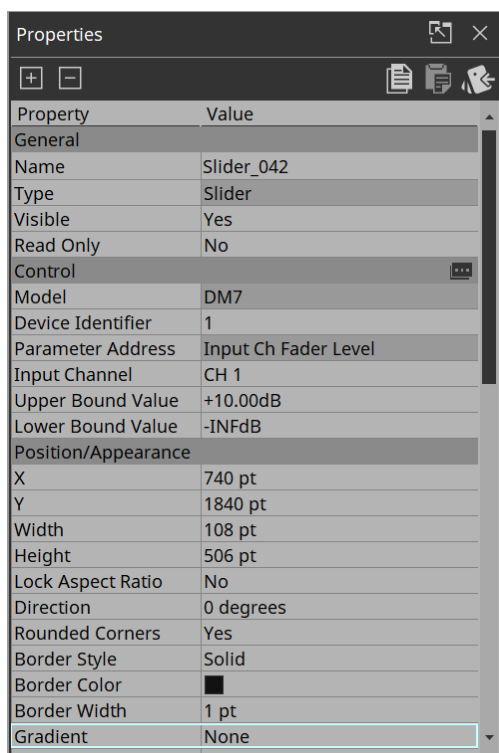 Properties
Property Value
General
Name Slider_042
Type Slider
Visible Yes
Read Only No
Control
Model DM7
Device Identifier 1
Parameter Address Input Ch Fader Level
Input Channel CH 1
Upper Bound Value +10.00dB
Lower Bound Value -INFdB
Position/Appearance
X 740 pt
Y 1840 pt
Width 108 pt
Height 506 pt
Lock Aspect Ratio No
Direction 0 degrees
Rounded Corners Yes
Border Style Solid
Border Color
Border Width 1 pt
Gradient None